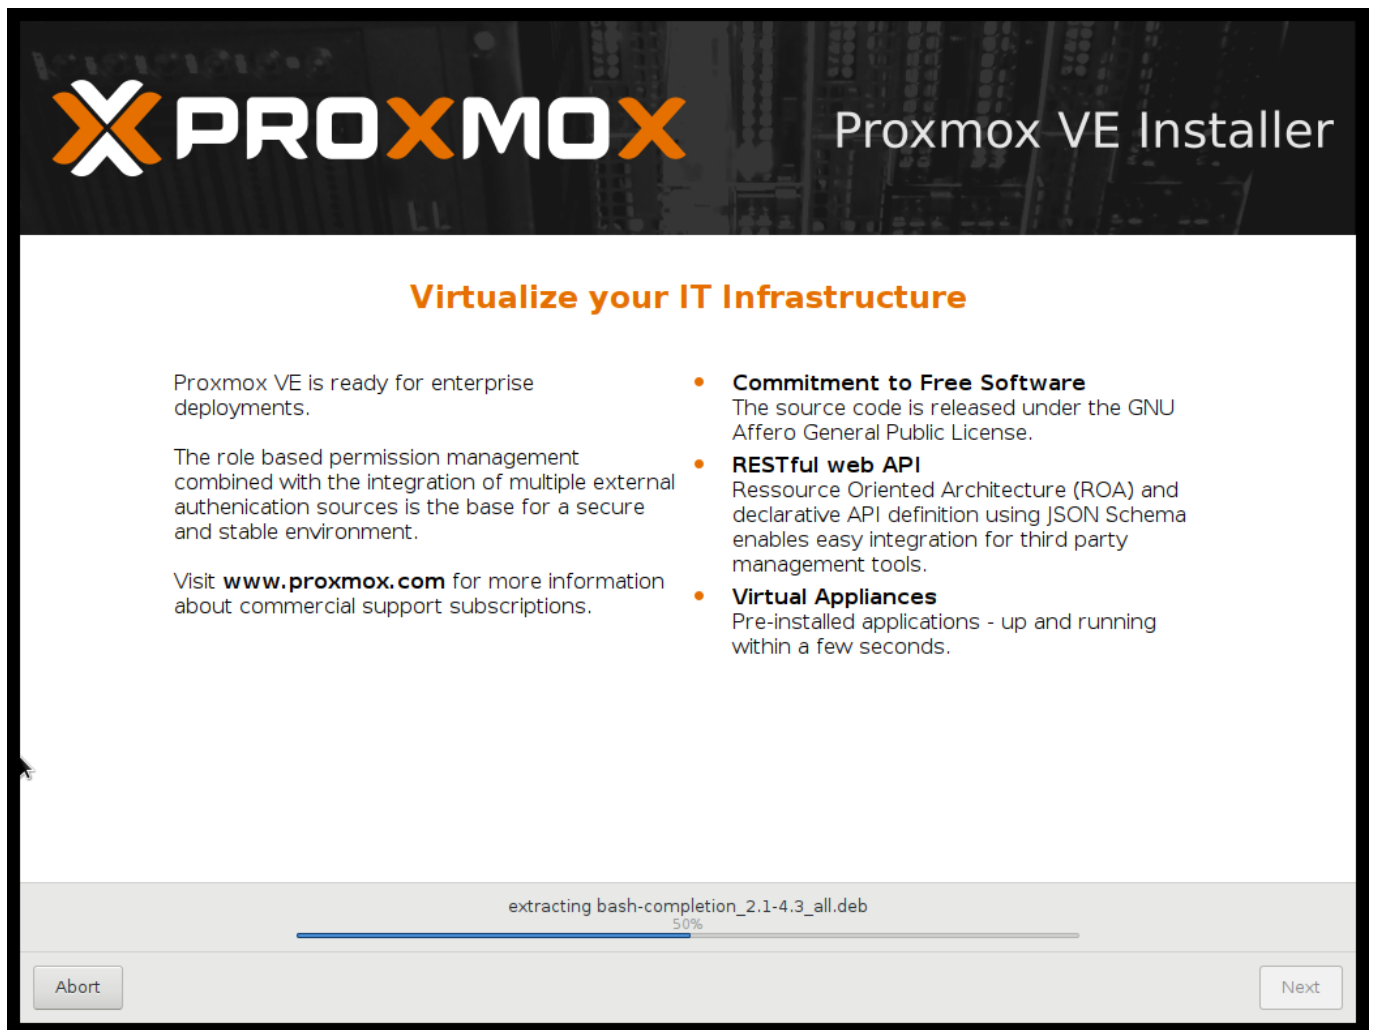 PROXMOX
Proxmox VE Installer
Virtualize your IT Infrastructure
Proxmox VE is ready for enterprise
deployments.
The role based permission management
combined with the integration of multiple external
authenication sources is the base for a secure
and stable environment.
Visit www.proxmox.com for more information
about commercial support subscriptions.
• Commitment to Free Software
The source code is released under the GNU
Affero General Public License.
• RESTful web API
Ressource Oriented Architecture (ROA) and
declarative API definition using JSON Schema
enables easy integration for third party
management tools.
• Virtual Appliances
Pre-installed applications - up and running
within a few seconds.
extracting bash-completion_2.1-4.3_all.deb
50%
Abort
Next